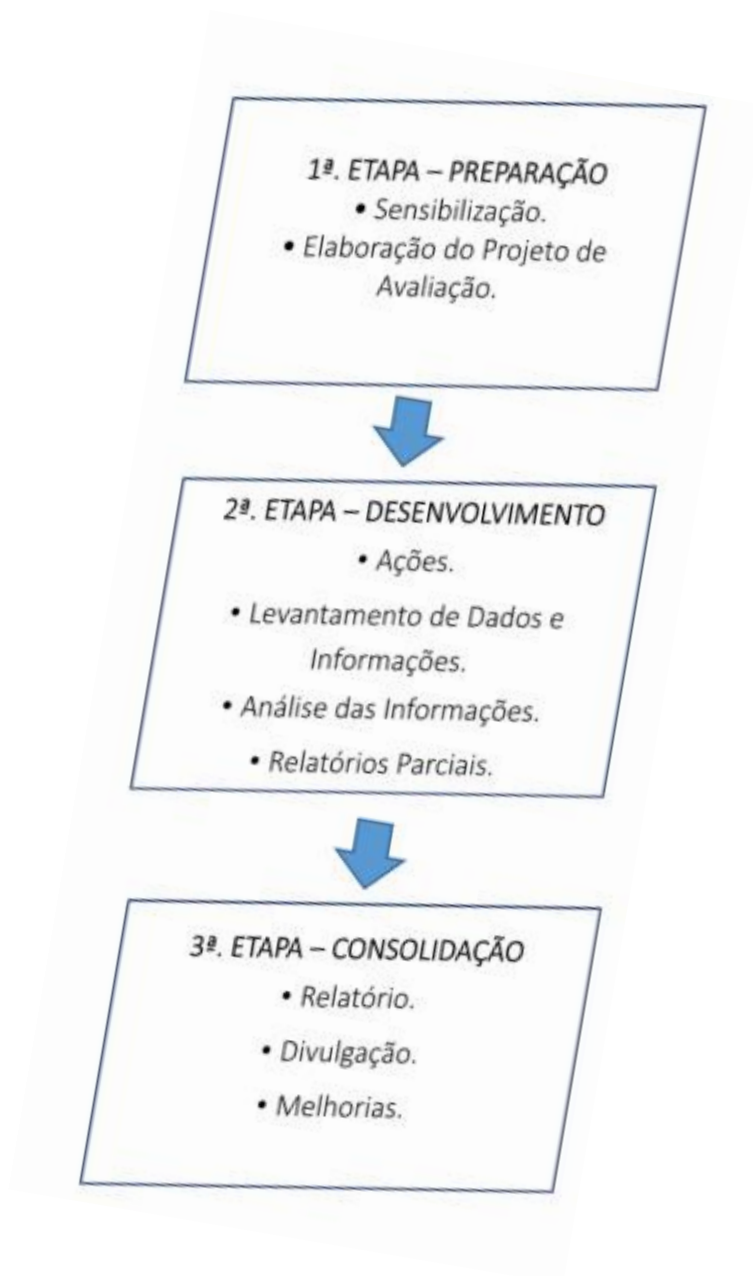 1ª. ETAPA – PREPARAÇÃO
• Sensibilização.
• Elaboração do Projeto de
Avaliação.
2ª. ETAPA – DESENVOLVIMENTO
• Ações.
• Levantamento de Dados e
Informações.
• Análise das Informações.
• Relatórios Parciais.
3ª. ETAPA – CONSOLIDAÇÃO
• Relatório.
• Divulgação.
• Melhorias.